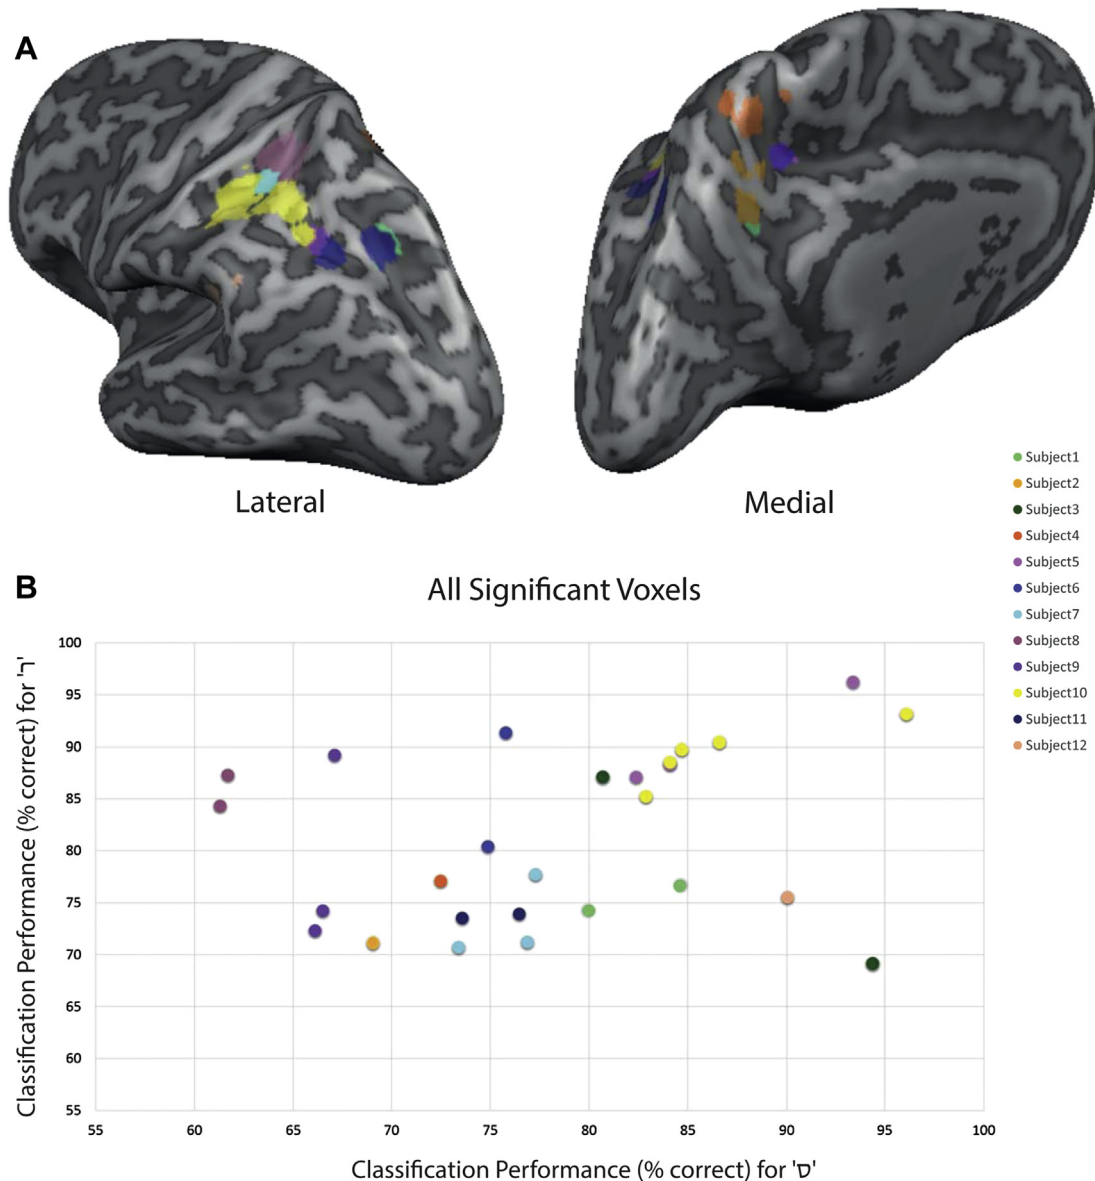 A
Lateral
Medial
Subject1
Subject2
Subject3
Subject4
Subject5
Subject6
Subject7
Subject8
Subject9
Subject10
Subject11
Subject12
B
All Significant Voxels
Classification Performance (% correct) for 'ר'
100
95
90
85
80
75
70
65
60
55
55 60 65 70 75 80 85 90 95 100
Classification Performance (% correct) for 'ס'